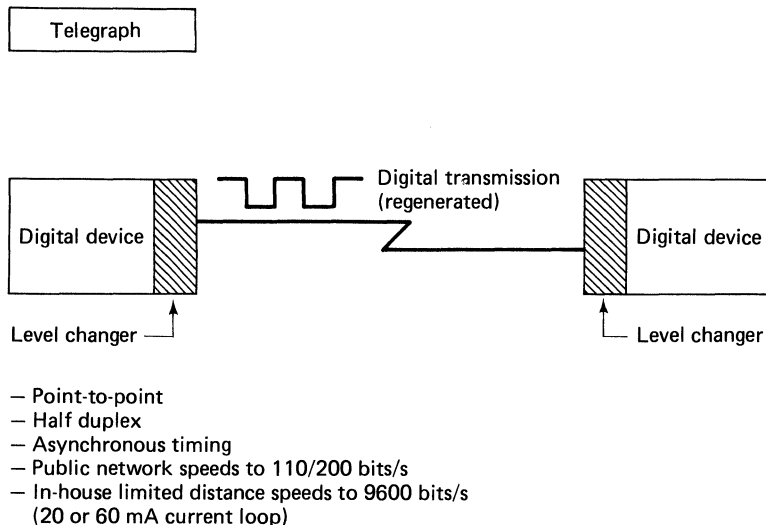 Telegraph
Digital transmission
(regenerated)
Digital device
Digital device
Level changer
Level changer
— Point-to-point
— Half duplex
— Asynchronous timing
— Public network speeds to 110/200 bits/s
— In-house limited distance speeds to 9600 bits/s
(20 or 60 mA current loop)